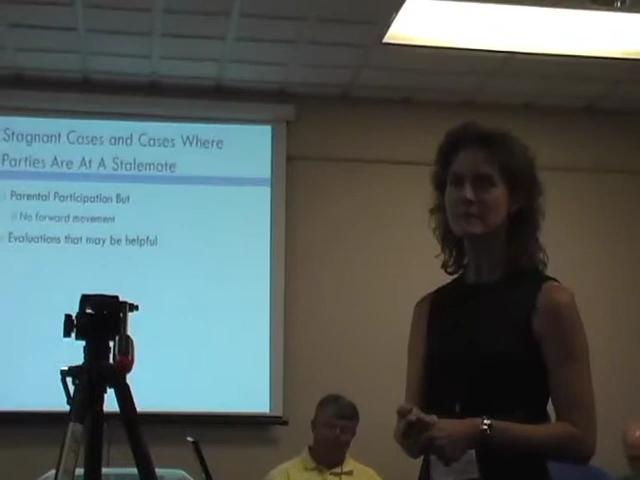 Stagnant Cases and Cases Where
Parties Are At A Stalemate
Parental Participation But
No forward movement
Evaluations that may be helpful